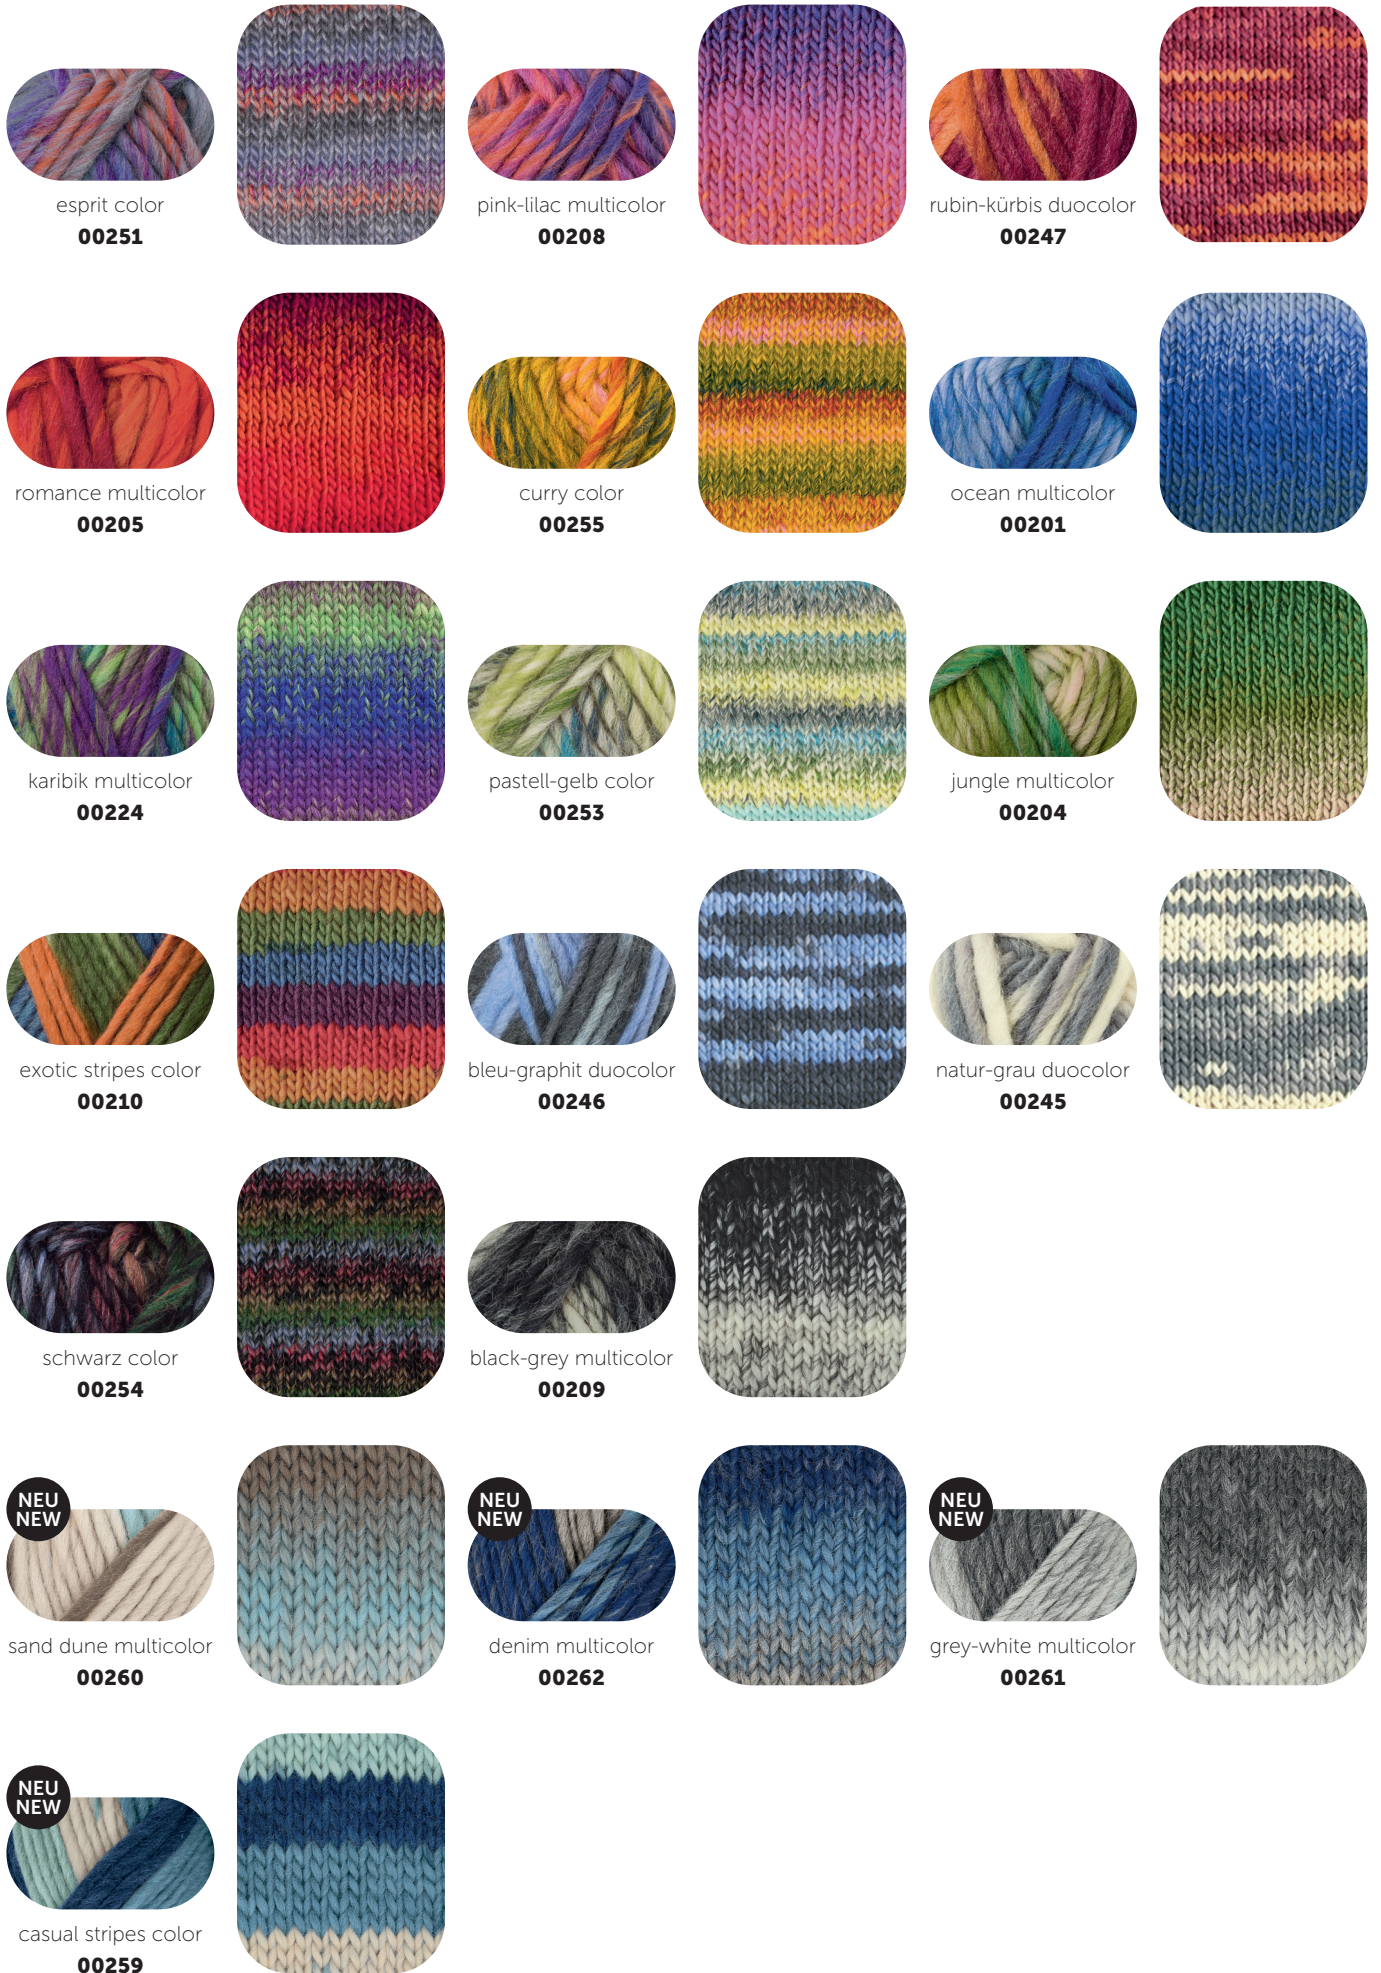 esprit color
00251
pink-lilac multicolor
00208
rubin-kürbis duocolor
00247
romance multicolor
00205
curry color
00255
ocean multicolor
00201
karibik multicolor
00224
pastell-gelb color
00253
jungle multicolor
00204
exotic stripes color
00210
bleu-graphit duocolor
00246
natur-grau duocolor
00245
schwarz color
00254
black-grey multicolor
00209
NEU
NEW
sand dune multicolor
00260
NEU
NEW
denim multicolor
00262
NEU
NEW
grey-white multicolor
00261
NEU
NEW
casual stripes color
00259